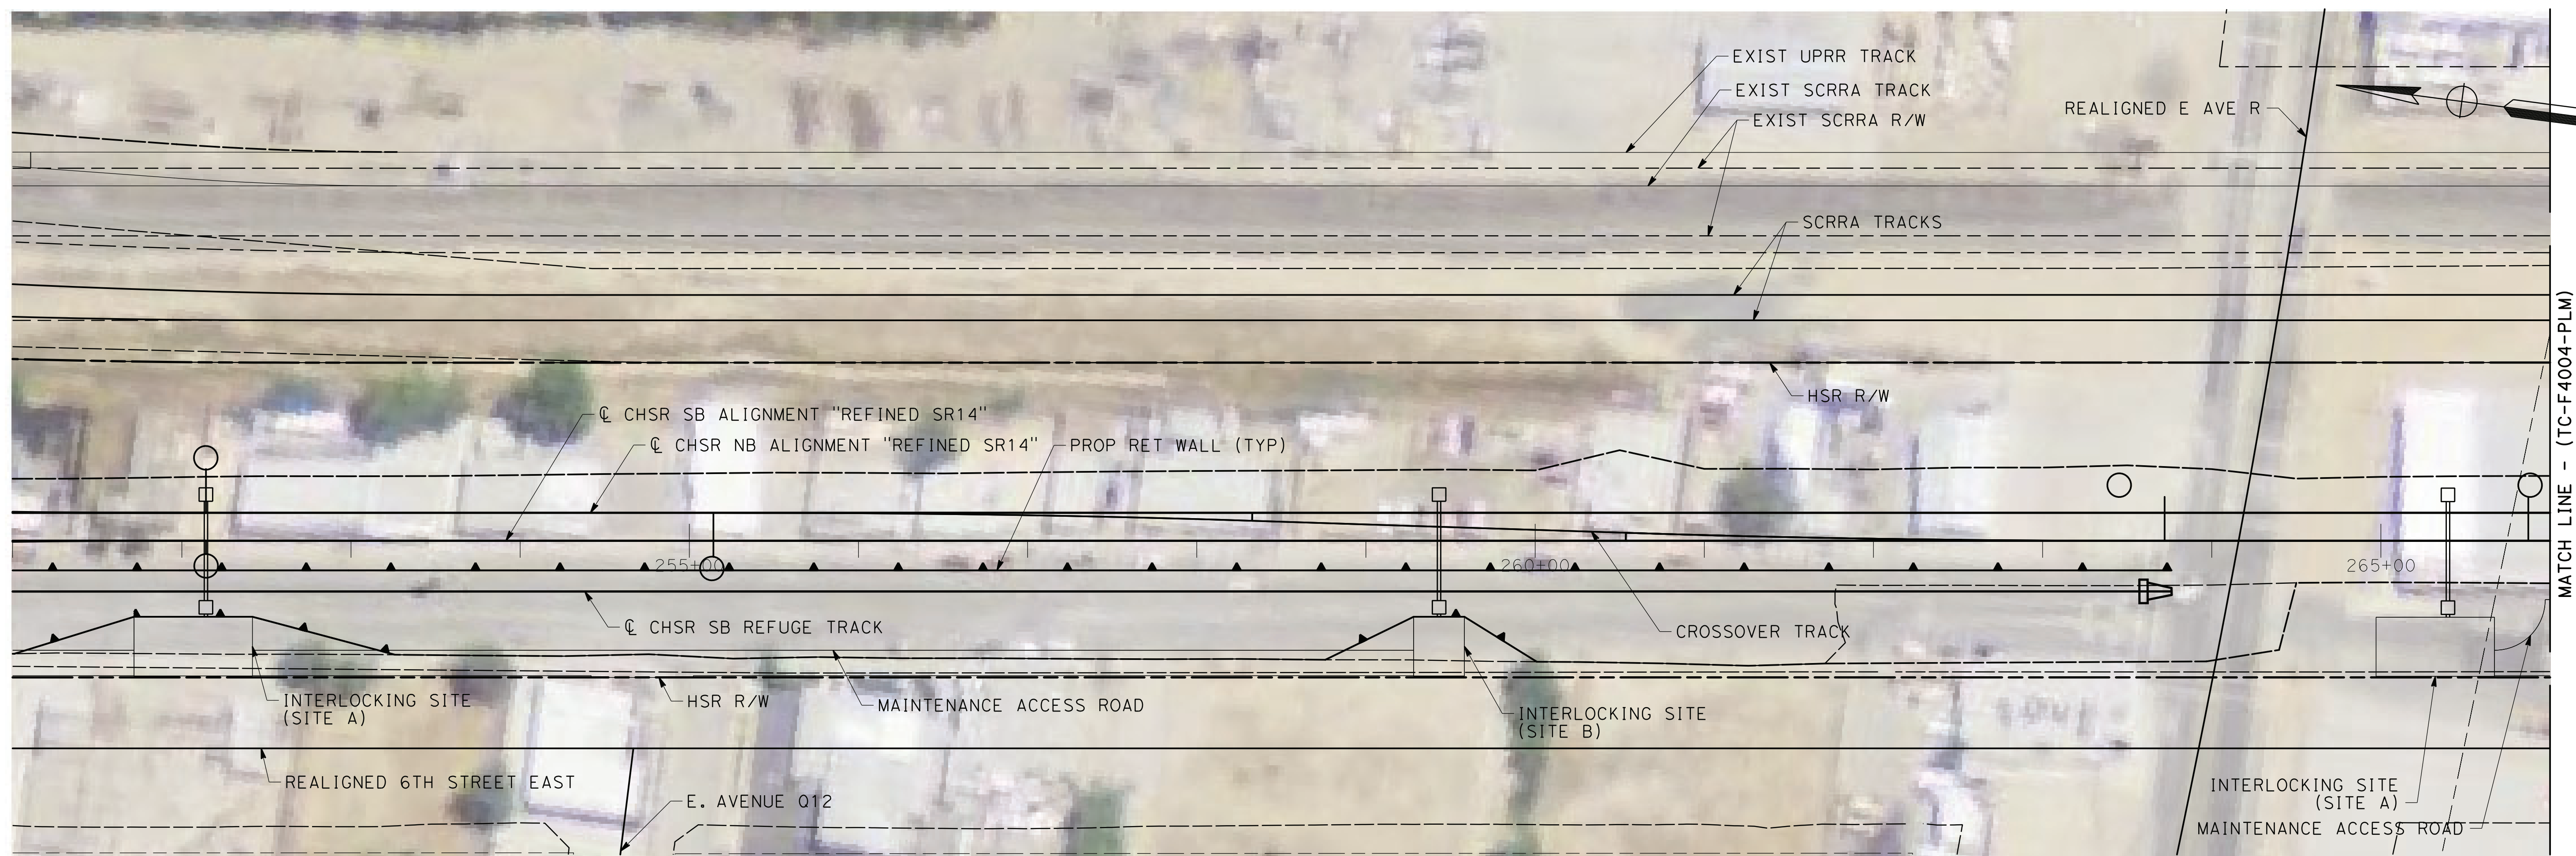 EXIST UPRR TRACK
EXIST SCRRA TRACK
EXIST SCRRA R/W
REALIGNED E AVE R
SCRRA TRACKS
HSR R/W
℄ CHSR SB ALIGNMENT "REFINED SR14"
℄ CHSR NB ALIGNMENT "REFINED SR14"
PROP RET WALL (TYP)
255+00
260+00
265+00
℄ CHSR SB REFUGE TRACK
CROSSOVER TRACK
INTERLOCKING SITE
(SITE A)
HSR R/W
MAINTENANCE ACCESS ROAD
INTERLOCKING SITE
(SITE B)
REALIGNED 6TH STREET EAST
E. AVENUE Q12
INTERLOCKING SITE
(SITE A)
MAINTENANCE ACCESS ROAD
MATCH LINE - (TC-F4004-PLM)